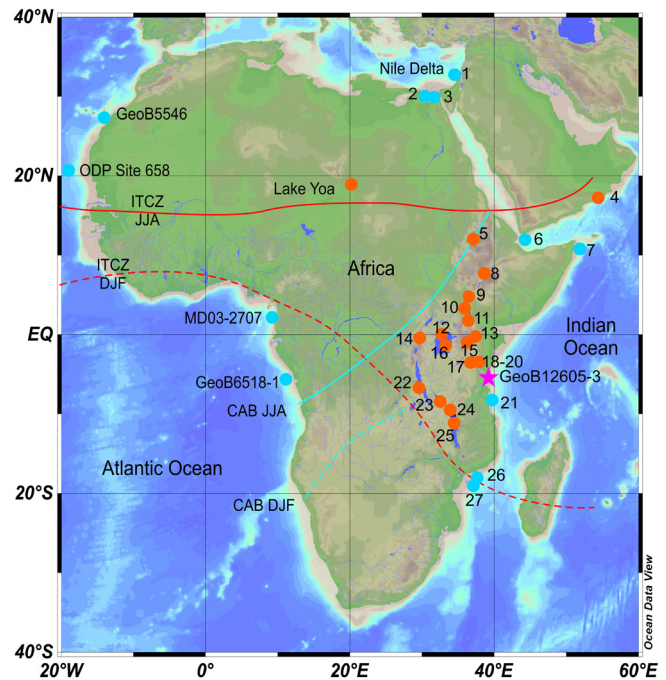 40°N
Nile Delta
1
2
3
GeoB5546
20°N
ODP Site 658
Lake Yoa
4
ITCZ
JJA
5
6
7
ITCZ
DJF
Africa
8
9
10
11
MD03-2707
Indian
Ocean
EQ
12
13
14
15
16
17
18-20
GeoB6518-1
GeoB12605-3
22
21
CAB JJA
23
24
25
Atlantic Ocean
26
20°S
CAB DJF
27
Ocean Data View
40°S
20°W
0°
20°E
40°E
60°E